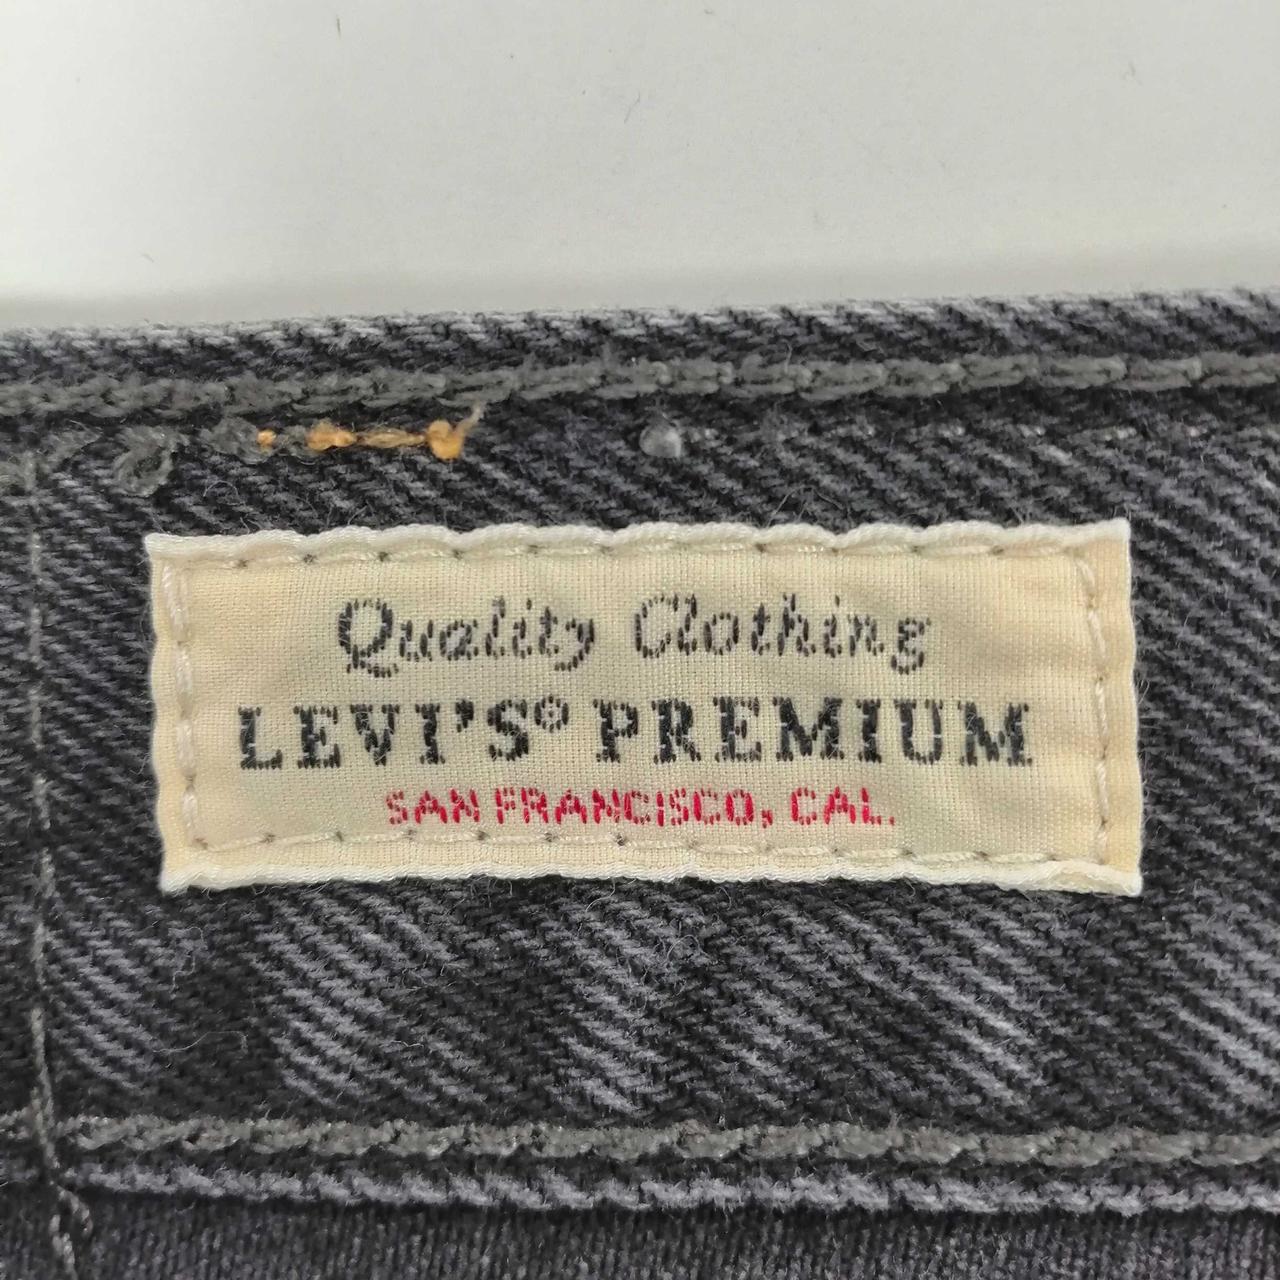 Quality Clothing
LEVI'S® PREMIUM
SAN FRANCISCO, CAL.